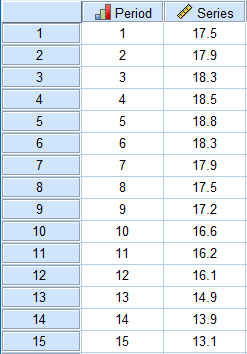 Period Series
1 1 17.5
2 2 17.9
3 3 18.3
4 4 18.5
5 5 18.8
6 6 18.3
7 7 17.9
8 8 17.5
9 9 17.2
10 10 16.6
11 11 16.2
12 12 16.1
13 13 14.9
14 14 13.9
15 15 13.1